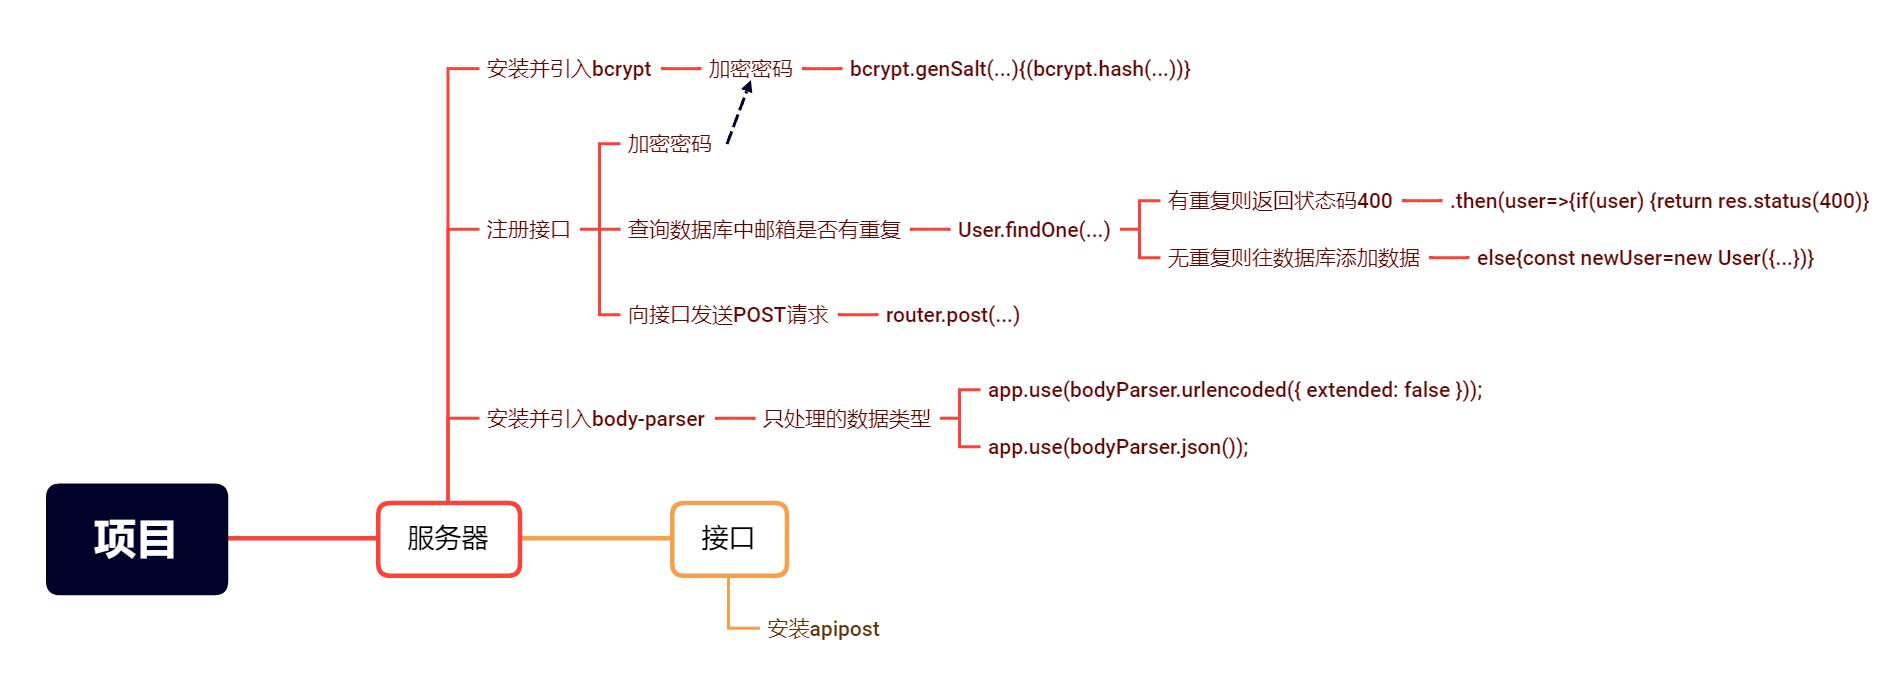 安装并引入bcrypt
加密密码
bcrypt.genSalt(...){(bcrypt.hash(...))}
加密密码
注册接口
查询数据库中邮箱是否有重复
User.findOne(...)
有重复则返回状态码400
.then(user=>{if(user) {return res.status(400)}
无重复则往数据库添加数据
else{const newUser=new User({...})}
向接口发送POST请求
router.post(...)
安装并引入body-parser
只处理的数据类型
app.use(bodyParser.urlencoded({ extended: false }));
app.use(bodyParser.json());
项目
服务器
接口
安装apipost